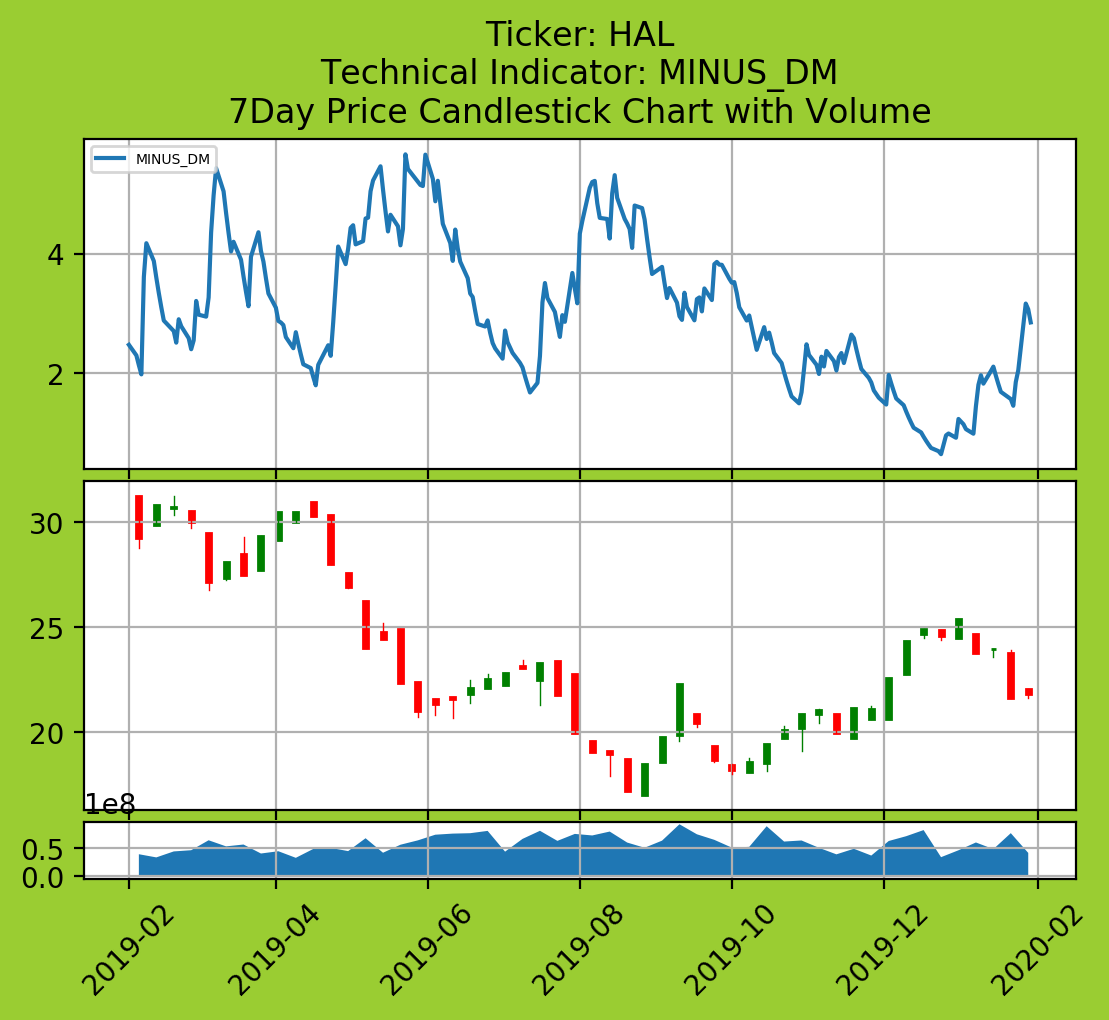 Ticker: HAL
Technical Indicator: MINUS_DM
7Day Price Candlestick Chart with Volume
MINUS_DM
4
2
30
25
20
1e8
0.5
0.0
2019-02
2019-04
2019-06
2019-08
2019-10
2019-12
2020-02